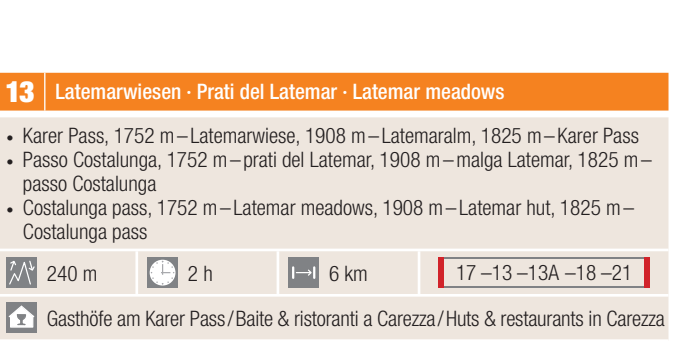 13 Latemarwiesen · Prati del Latemar · Latemar meadows
• Karer Pass, 1752 m – Latemarwiese, 1908 m – Latemaralm, 1825 m – Karer Pass
• Passo Costalunga, 1752 m – prati del Latemar, 1908 m – malga Latemar, 1825 m –
passo Costalunga
• Costalunga pass, 1752 m – Latemar meadows, 1908 m – Latemar hut, 1825 m –
Costalunga pass
240 m 2 h 6 km 17 –13 –13A –18 –21
Gasthöfe am Karer Pass/Baite & ristoranti a Carezza/Huts & restaurants in Carezza